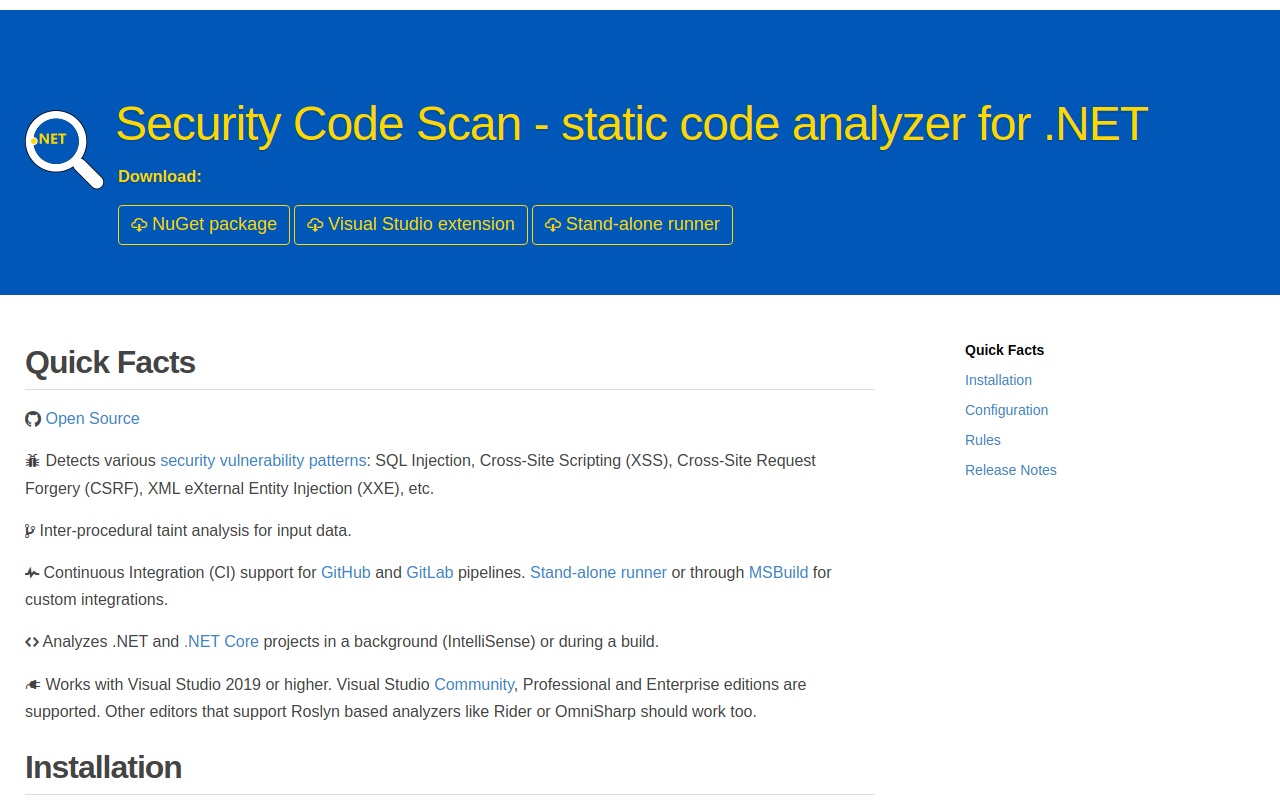 .NET
Security Code Scan - static code analyzer for .NET
Download:
NuGet package
Visual Studio extension
Stand-alone runner
Quick Facts
Open Source
Detects various security vulnerability patterns: SQL Injection, Cross-Site Scripting (XSS), Cross-Site Request
Forgery (CSRF), XML eXternal Entity Injection (XXE), etc.
Inter-procedural taint analysis for input data.
Continuous Integration (CI) support for GitHub and GitLab pipelines. Stand-alone runner or through MSBuild for
custom integrations.
Analyzes .NET and .NET Core projects in a background (IntelliSense) or during a build.
Works with Visual Studio 2019 or higher. Visual Studio Community, Professional and Enterprise editions are
supported. Other editors that support Roslyn based analyzers like Rider or OmniSharp should work too.
Installation
Quick Facts
Installation
Configuration
Rules
Release Notes